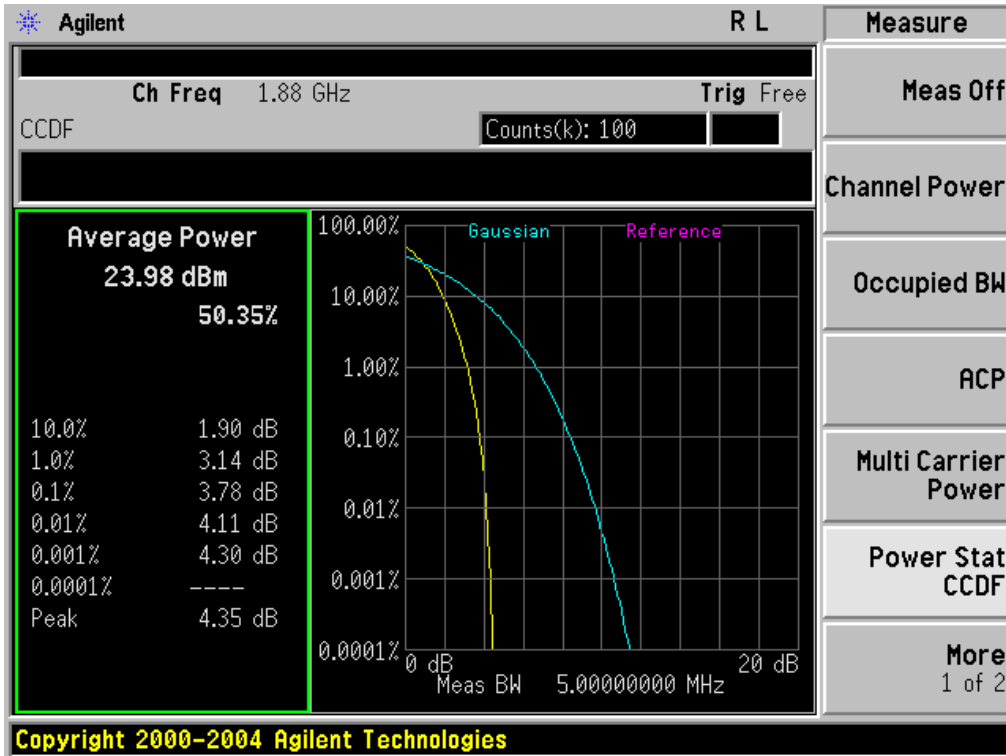 Agilent R L
Ch Freq 1.88 GHz Trig Free
CCDF Counts(k): 100
Average Power
23.98 dBm
50.35%
10.0% 1.90 dB
1.0% 3.14 dB
0.1% 3.78 dB
0.01% 4.11 dB
0.001% 4.30 dB
0.0001% ----
Peak 4.35 dB
Gaussian Reference
100.00%
10.00%
1.00%
0.10%
0.01%
0.001%
0.0001%
0 dB 20 dB
Meas BW 5.00000000 MHz
Measure
Meas Off
Channel Power
Occupied BW
ACP
Multi Carrier
Power
Power Stat
CCDF
More
1 of 2
Copyright 2000-2004 Agilent Technologies